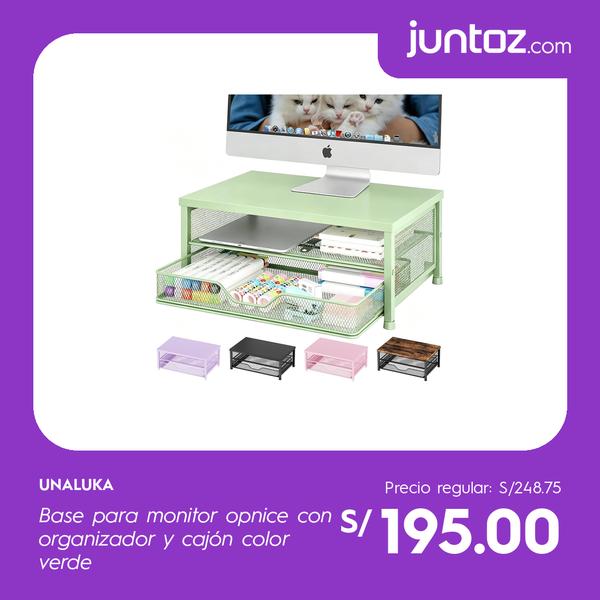 juntoz.com
UNALUKA
Base para monitor opnice con
organizador y cajón color
verde
Precio regular: S/248.75
S/195.00